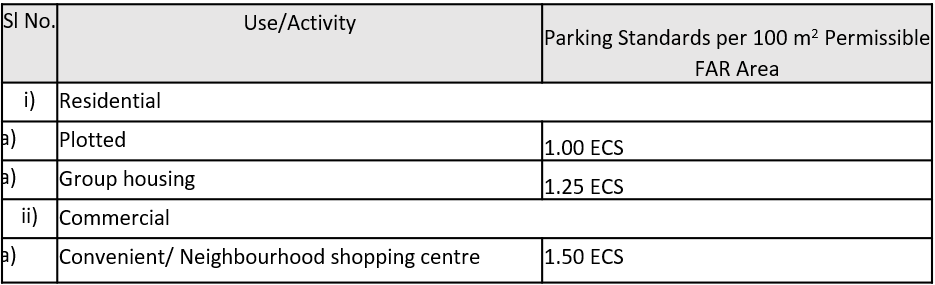 Sl No. Use/Activity Parking Standards per 100 m² Permissible
FAR Area
i) Residential
a) Plotted 1.00 ECS
a) Group housing 1.25 ECS
ii) Commercial
a) Convenient/ Neighbourhood shopping centre 1.50 ECS